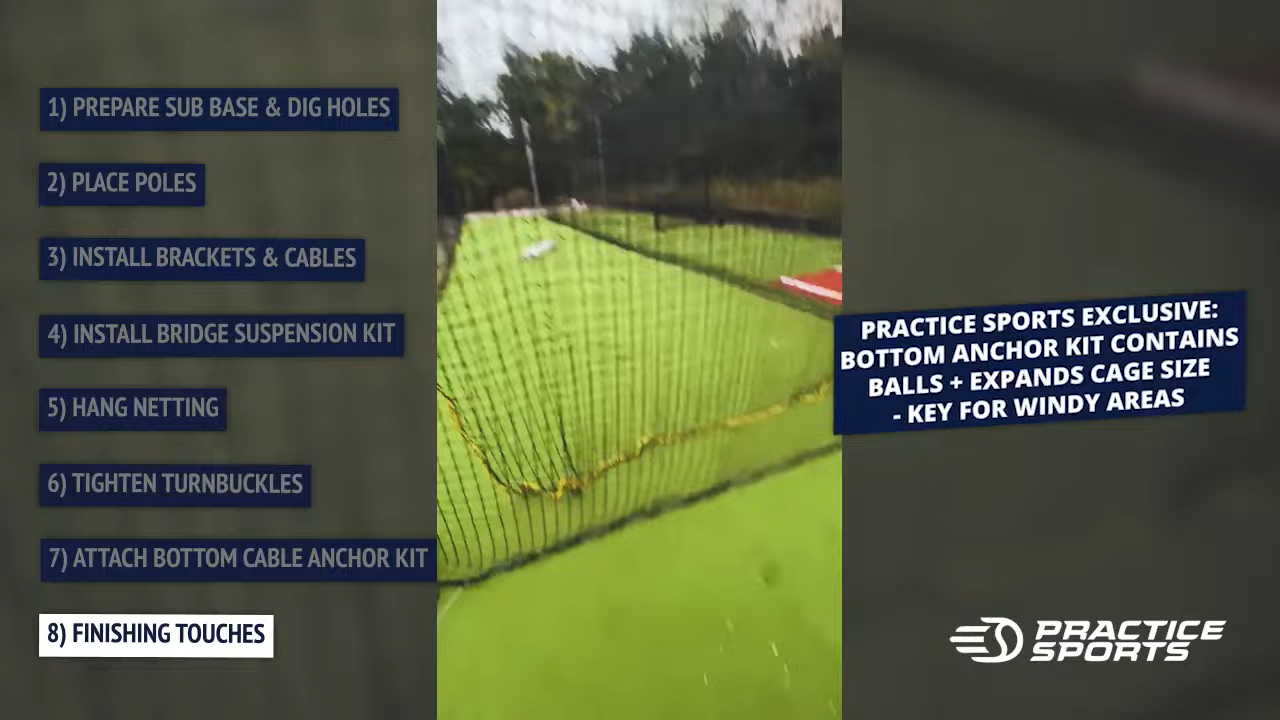 1) PREPARE SUB BASE & DIG HOLES
2) PLACE POLES
3) INSTALL BRACKETS & CABLES
4) INSTALL BRIDGE SUSPENSION KIT
5) HANG NETTING
6) TIGHTEN TURNBUCKLES
7) ATTACH BOTTOM CABLE ANCHOR KIT
8) FINISHING TOUCHES
PRACTICE SPORTS EXCLUSIVE:
BOTTOM ANCHOR KIT CONTAINS
BALLS + EXPANDS CAGE SIZE
- KEY FOR WINDY AREAS
PRACTICE
SPORTS